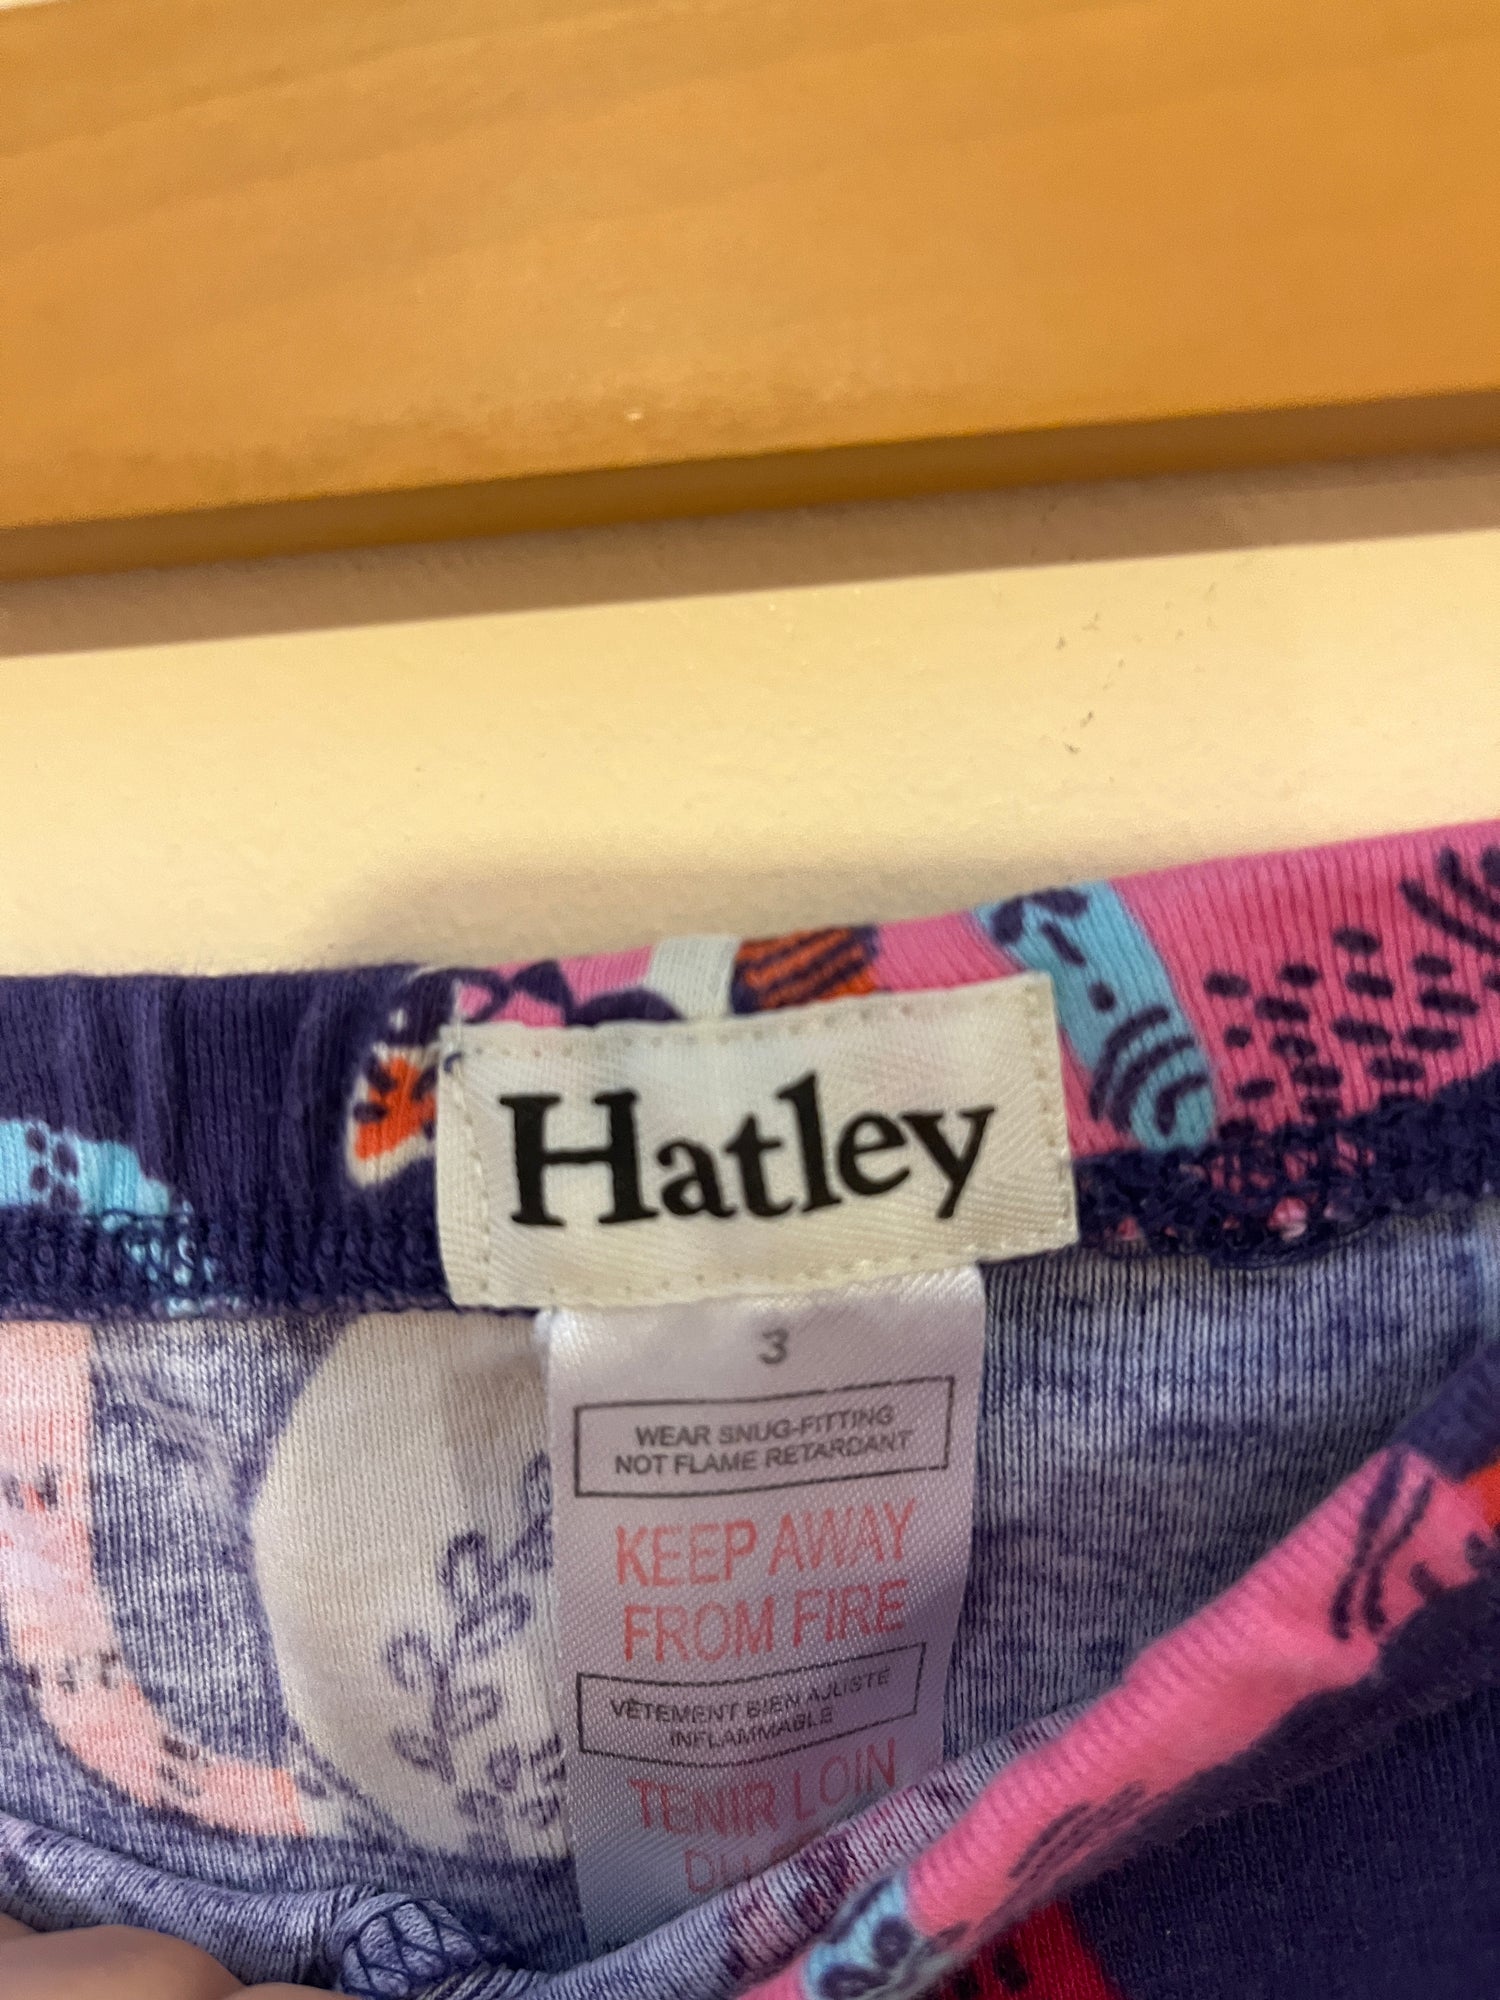 Hatley
3
WEAR SNUG-FITTING
NOT FLAME RETARDANT
KEEP AWAY
FROM FIRE
VÊTEMENT BIEN AJUSTÉ
INFLAMMABLE
TENIR LOIN